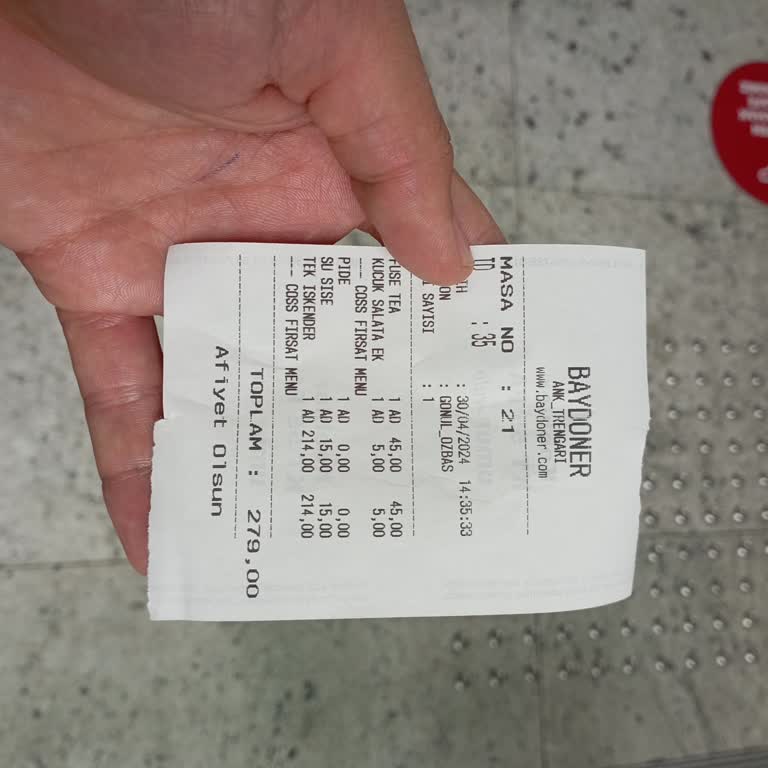 BAYDONER
ANK_TRENGARI
www.baydoner.com
MASA NO : 21
ID : 35
: 30/04/2024 14:35:33
: GONUL_OZBAS
SAYISI : 1
FUSE TEA 1 AD 45,00 45,00
KUCUK SALATA EK 1 AD 5,00 5,00
--- COSS FIRSAT MENU
PIDE 1 AD 0,00 0,00
SU SISE 1 AD 15,00 15,00
TEK ISKENDER 1 AD 214,00 214,00
--- COSS FIRSAT MENU
TOPLAM : 279,00
Afiyet Olsun